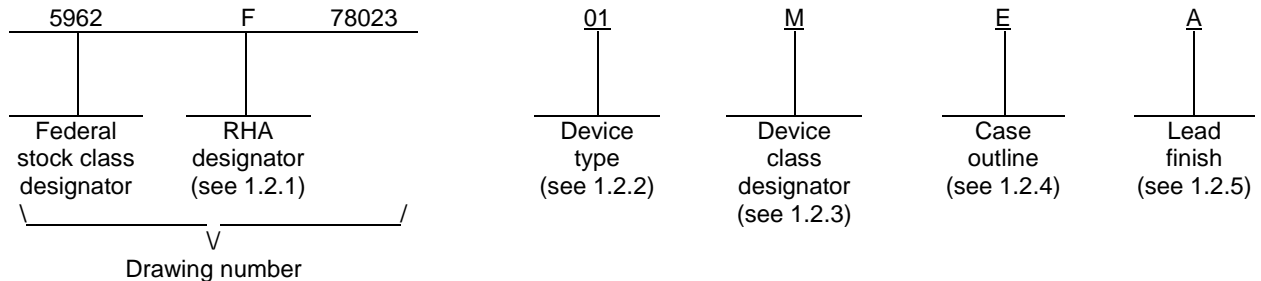 5962 F 78023 01 M E A
Federal RHA Device Device Case Lead
stock class designator type class outline finish
designator (see 1.2.1) (see 1.2.2) designator (see 1.2.4) (see 1.2.5)
(see 1.2.3)
Drawing number